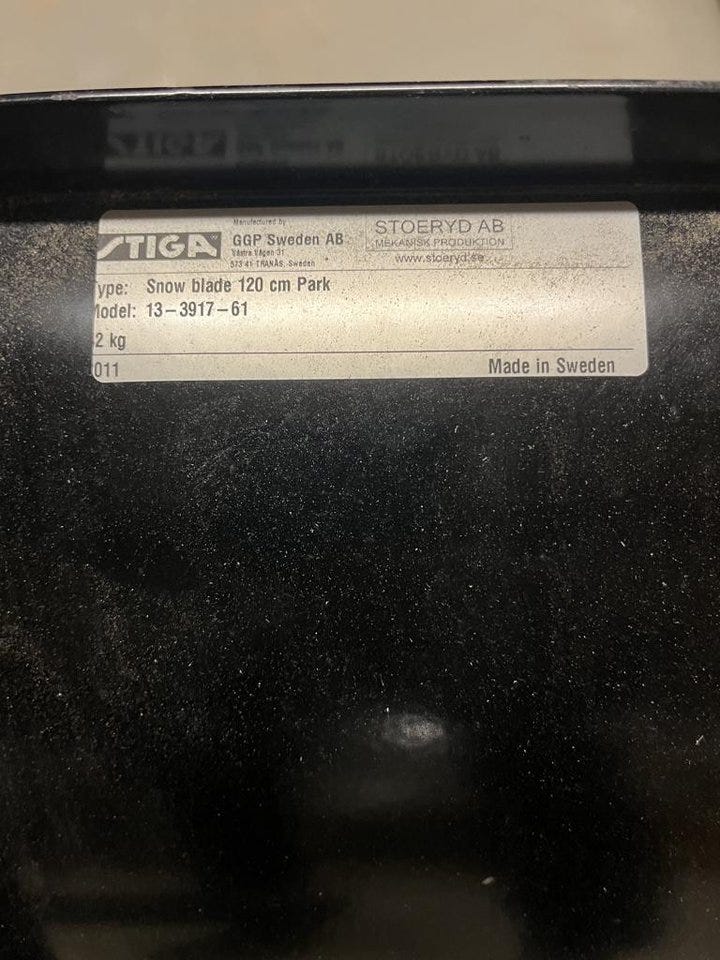 STIGA
Manufactured by
GGP Sweden AB
Västra Vägen 31
573 41 TRANÅS, Sweden
STOERYD AB
MEKANISK PRODUKTION
www.stoeryd.se
ype: Snow blade 120 cm Park
lodel: 13-3917-61
2 kg
011
Made in Sweden